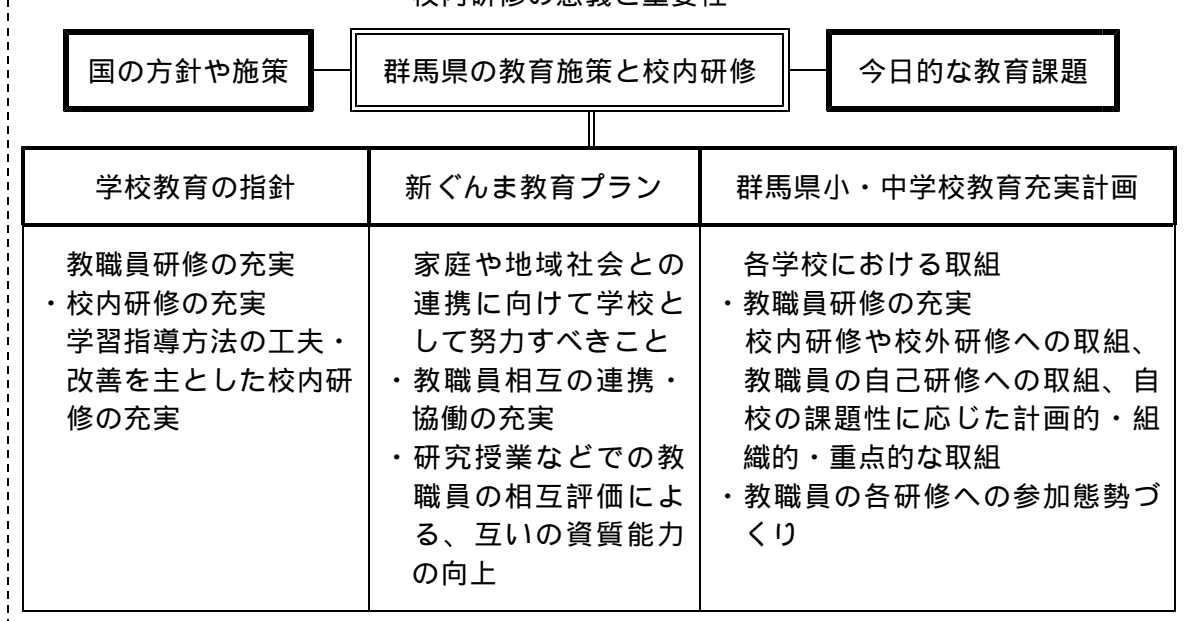 校内研修の意義と重要性
国の方針や施策
群馬県の教育施策と校内研修
今日的な教育課題
学校教育の指針
新ぐんま教育プラン
群馬県小・中学校教育充実計画
教職員研修の充実
・校内研修の充実
学習指導方法の工夫・
改善を主とした校内研
修の充実
家庭や地域社会との
連携に向けて学校と
して努力すべきこと
・教職員相互の連携・
協働の充実
・研究授業などでの教
職員の相互評価によ
る、互いの資質能力
の向上
各学校における取組
・教職員研修の充実
校内研修や校外研修への取組、
教職員の自己研修への取組、自
校の課題性に応じた計画的・組
織的・重点的な取組
・教職員の各研修への参加態勢づ
くり